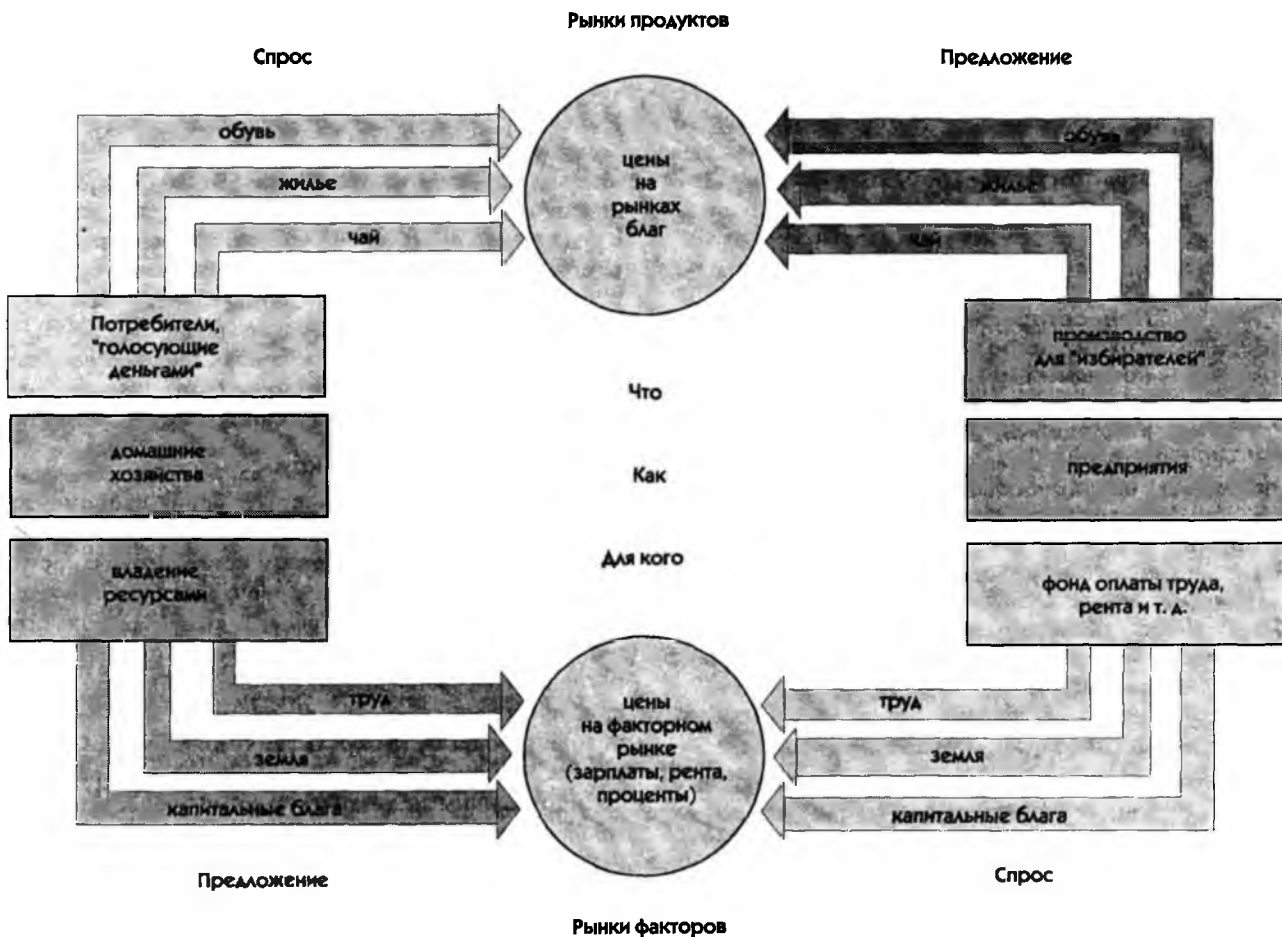 Рынки продуктов
Спрос
Предложение
обувь
жилье
чай
цены
на
рынках
благ
обувь
жилье
чай
Потребители,
"голосующие
деньгами"
производство
для "избирателей"
Что
домашние
хозяйства
Как
предприятия
владение
ресурсами
Для кого
фонд оплаты труда,
рента и т. д.
труд
земля
капитальные блага
цены
на факторном
рынке
(зарплаты, рента,
проценты)
труд
земля
капитальные блага
Предложение
Спрос
Рынки факторов